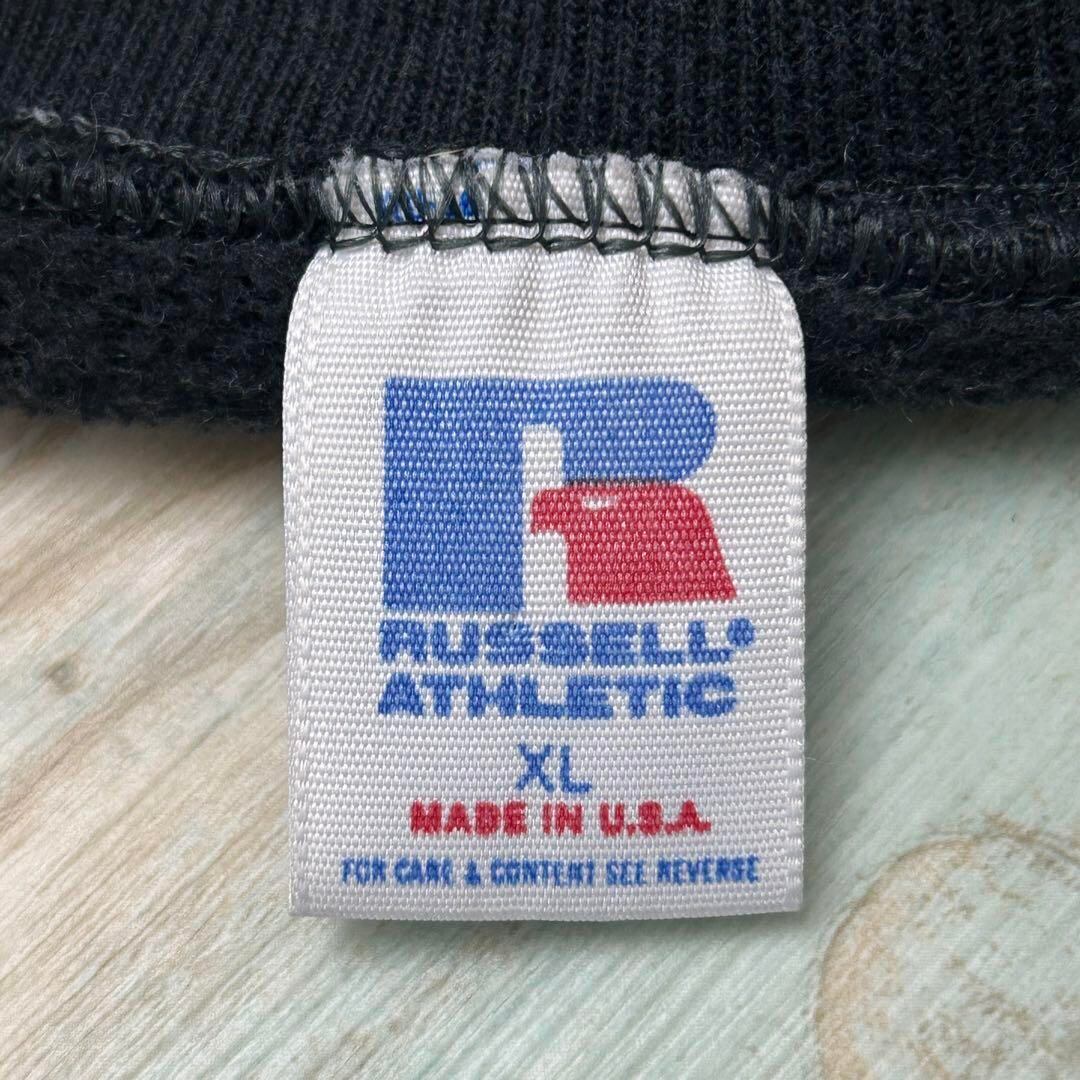 R
RUSSELL®
ATHLETIC
XL
MADE IN U.S.A.
FOR CARE & CONTENT SEE REVERSE